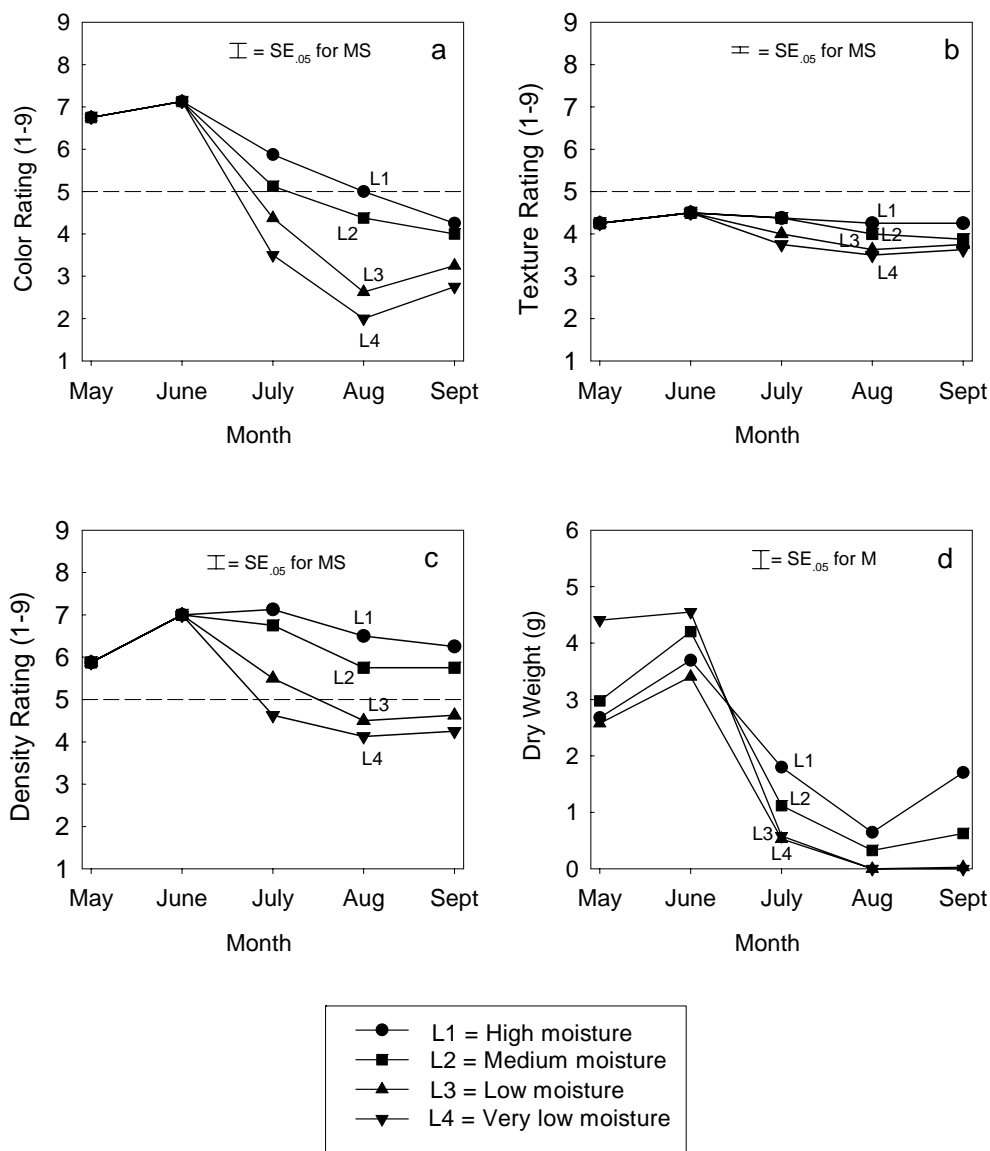 = SE.05 for MS
a
Color Rating (1-9)
9
8
7
6
5
4
3
2
1
L1
L2
L3
L4
May June July Aug Sept
Month
= SE.05 for MS
b
Texture Rating (1-9)
9
8
7
6
5
4
3
2
1
L1
L2
L3
L4
May June July Aug Sept
Month
= SE.05 for MS
c
Density Rating (1-9)
9
8
7
6
5
4
3
2
1
L1
L2
L3
L4
May June July Aug Sept
Month
= SE.05 for M
d
Dry Weight (g)
6
5
4
3
2
1
0
L1
L2
L3
L4
May June July Aug Sept
Month
L1 = High moisture
L2 = Medium moisture
L3 = Low moisture
L4 = Very low moisture